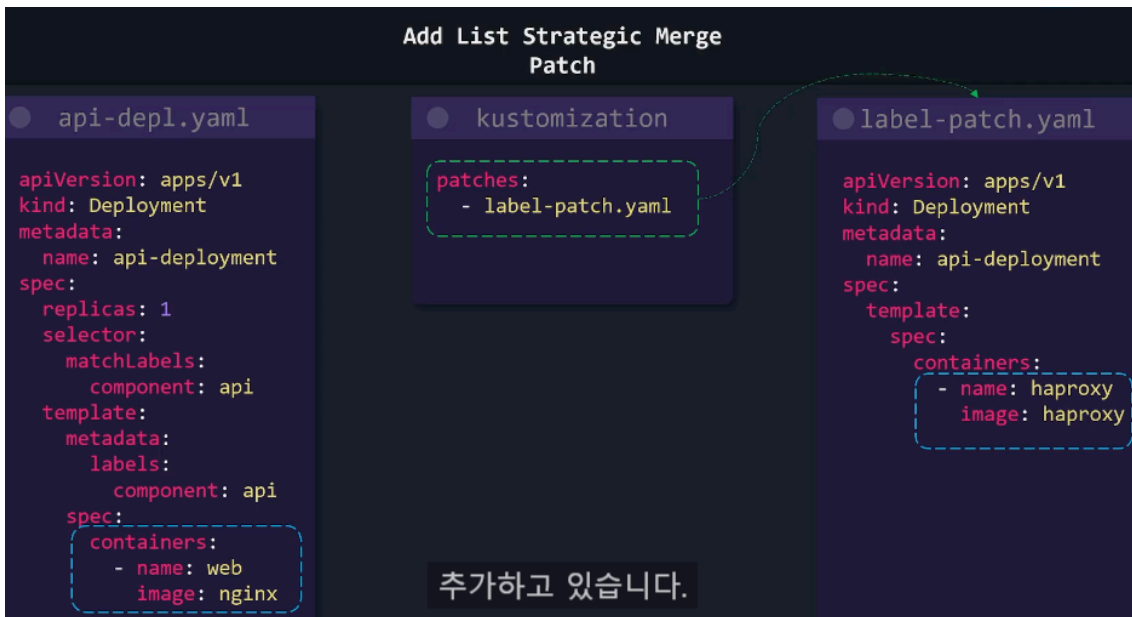 Add List Strategic Merge
Patch
api-depl.yaml
apiVersion: apps/v1
kind: Deployment
metadata:
  name: api-deployment
spec:
  replicas: 1
  selector:
    matchLabels:
      component: api
  template:
    metadata:
      labels:
        component: api
    spec:
      containers:
        - name: web
          image: nginx
kustomization
patches:
  - label-patch.yaml
label-patch.yaml
apiVersion: apps/v1
kind: Deployment
metadata:
  name: api-deployment
spec:
  template:
    spec:
      containers:
        - name: haproxy
          image: haproxy
추가하고 있습니다.